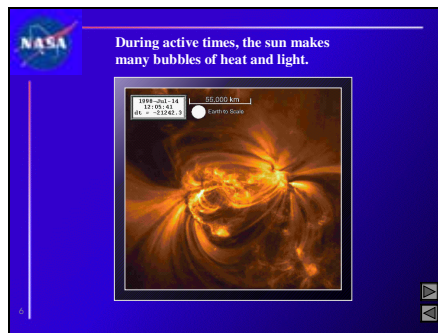 NASA
During active times, the sun makes
many bubbles of heat and light.
1998-Jul-14
12:05:41
dt = -21242.3
55,000 km
Earth to Scale
6